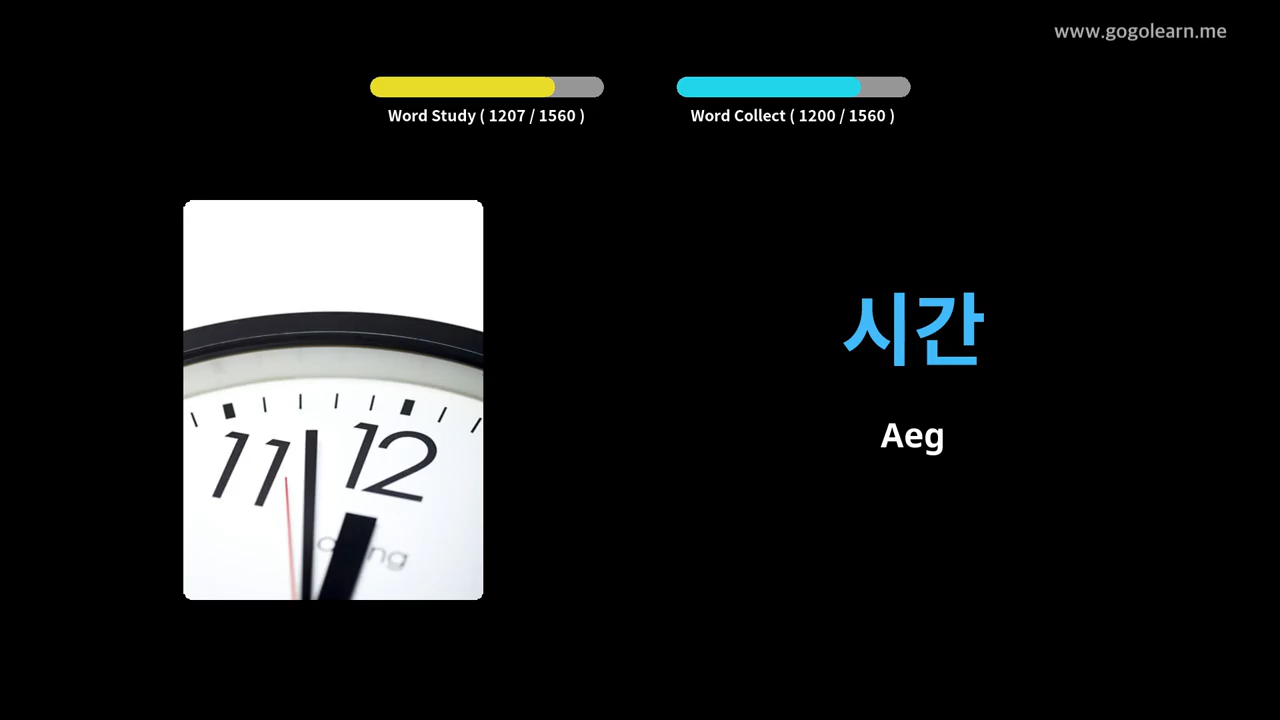 www.gogolearn.me
Word Study ( 1207 / 1560 )
Word Collect ( 1200 / 1560 )
11 12
시간
Aeg